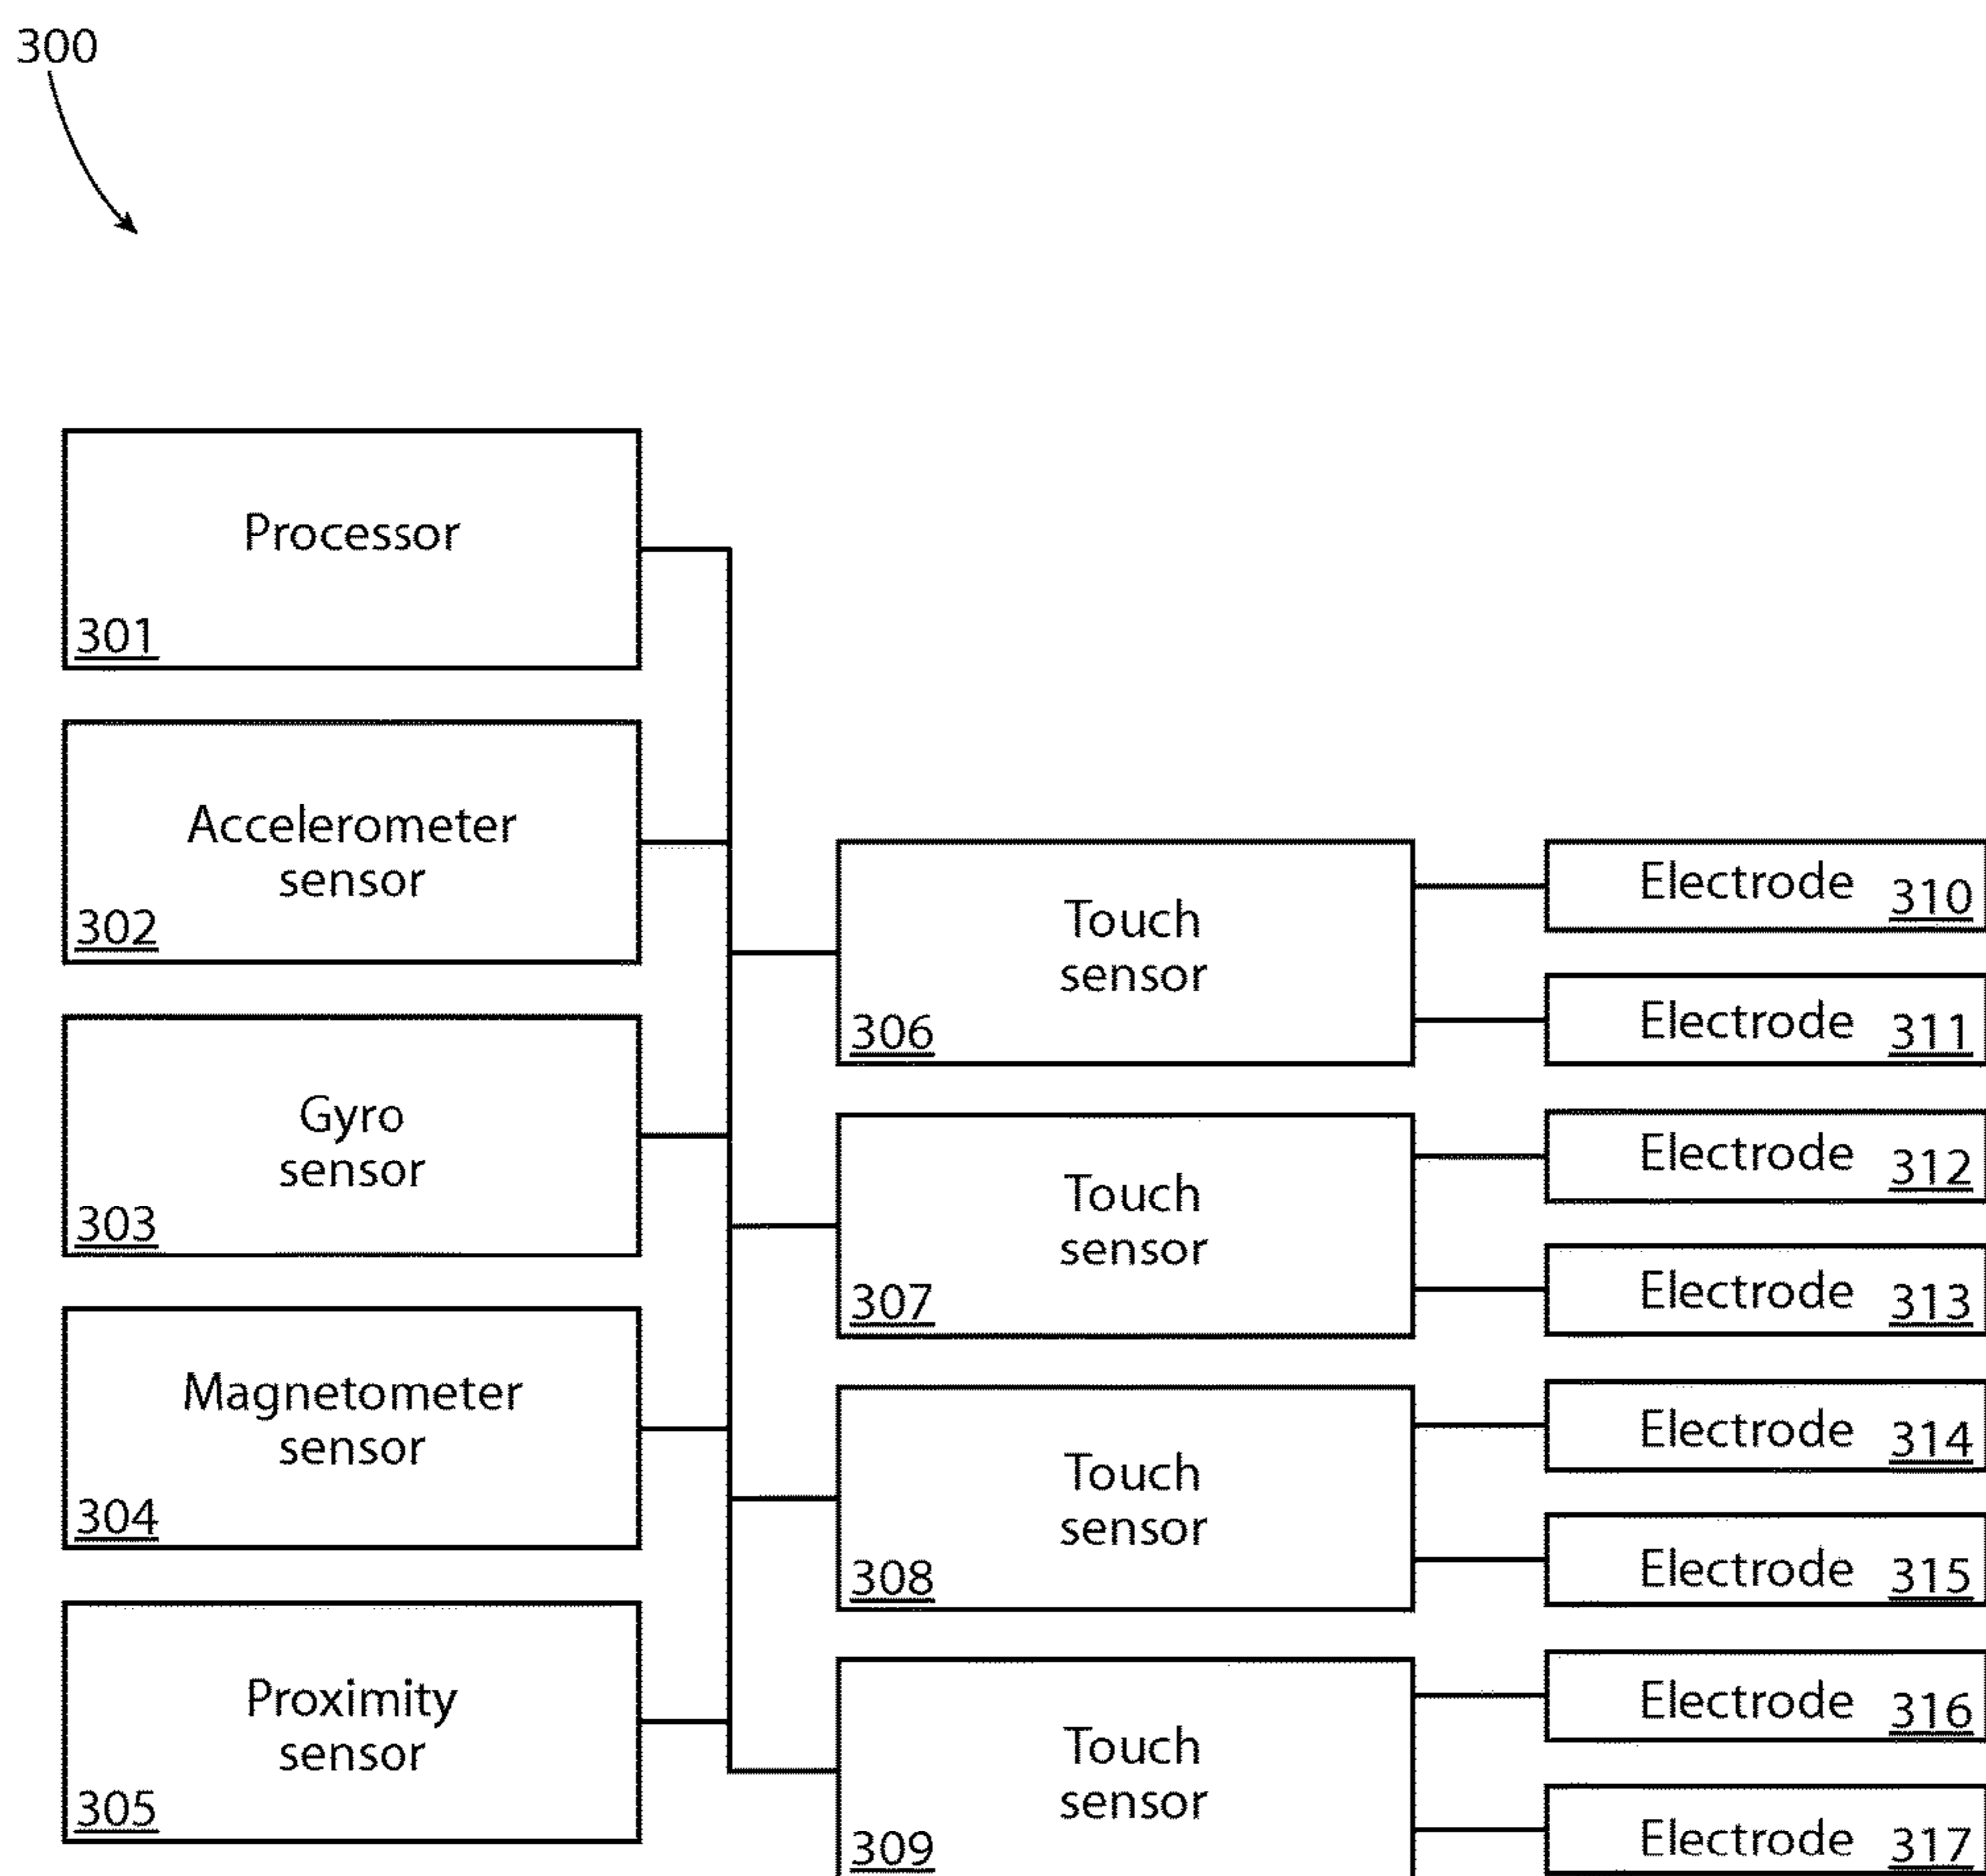 300
Processor
301
Accelerometer
sensor
302
Gyro
sensor
303
Magnetometer
sensor
304
Proximity
sensor
305
Touch
sensor
306
Touch
sensor
307
Touch
sensor
308
Touch
sensor
309
Electrode 310
Electrode 311
Electrode 312
Electrode 313
Electrode 314
Electrode 315
Electrode 316
Electrode 317